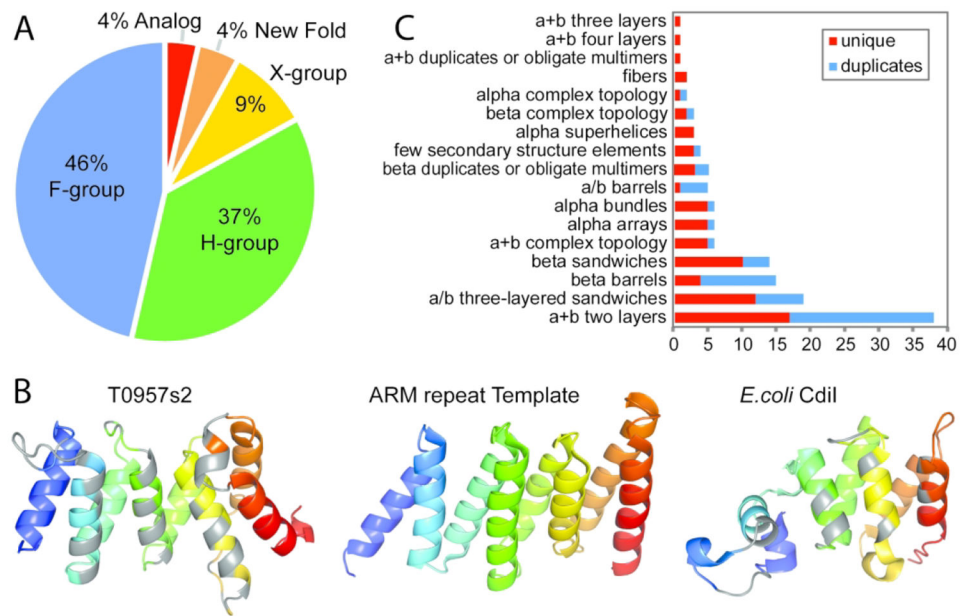 A
4% Analog
4% New Fold
X-group
9%
46%
F-group
37%
H-group
C
a+b three layers
a+b four layers
a+b duplicates or obligate multimers
fibers
alpha complex topology
beta complex topology
alpha superhelices
few secondary structure elements
beta duplicates or obligate multimers
a/b barrels
alpha bundles
alpha arrays
a+b complex topology
beta sandwiches
beta barrels
a/b three-layered sandwiches
a+b two layers
unique
duplicates
0 5 10 15 20 25 30 35 40
B
T0957s2
ARM repeat Template
E.coli CdiI